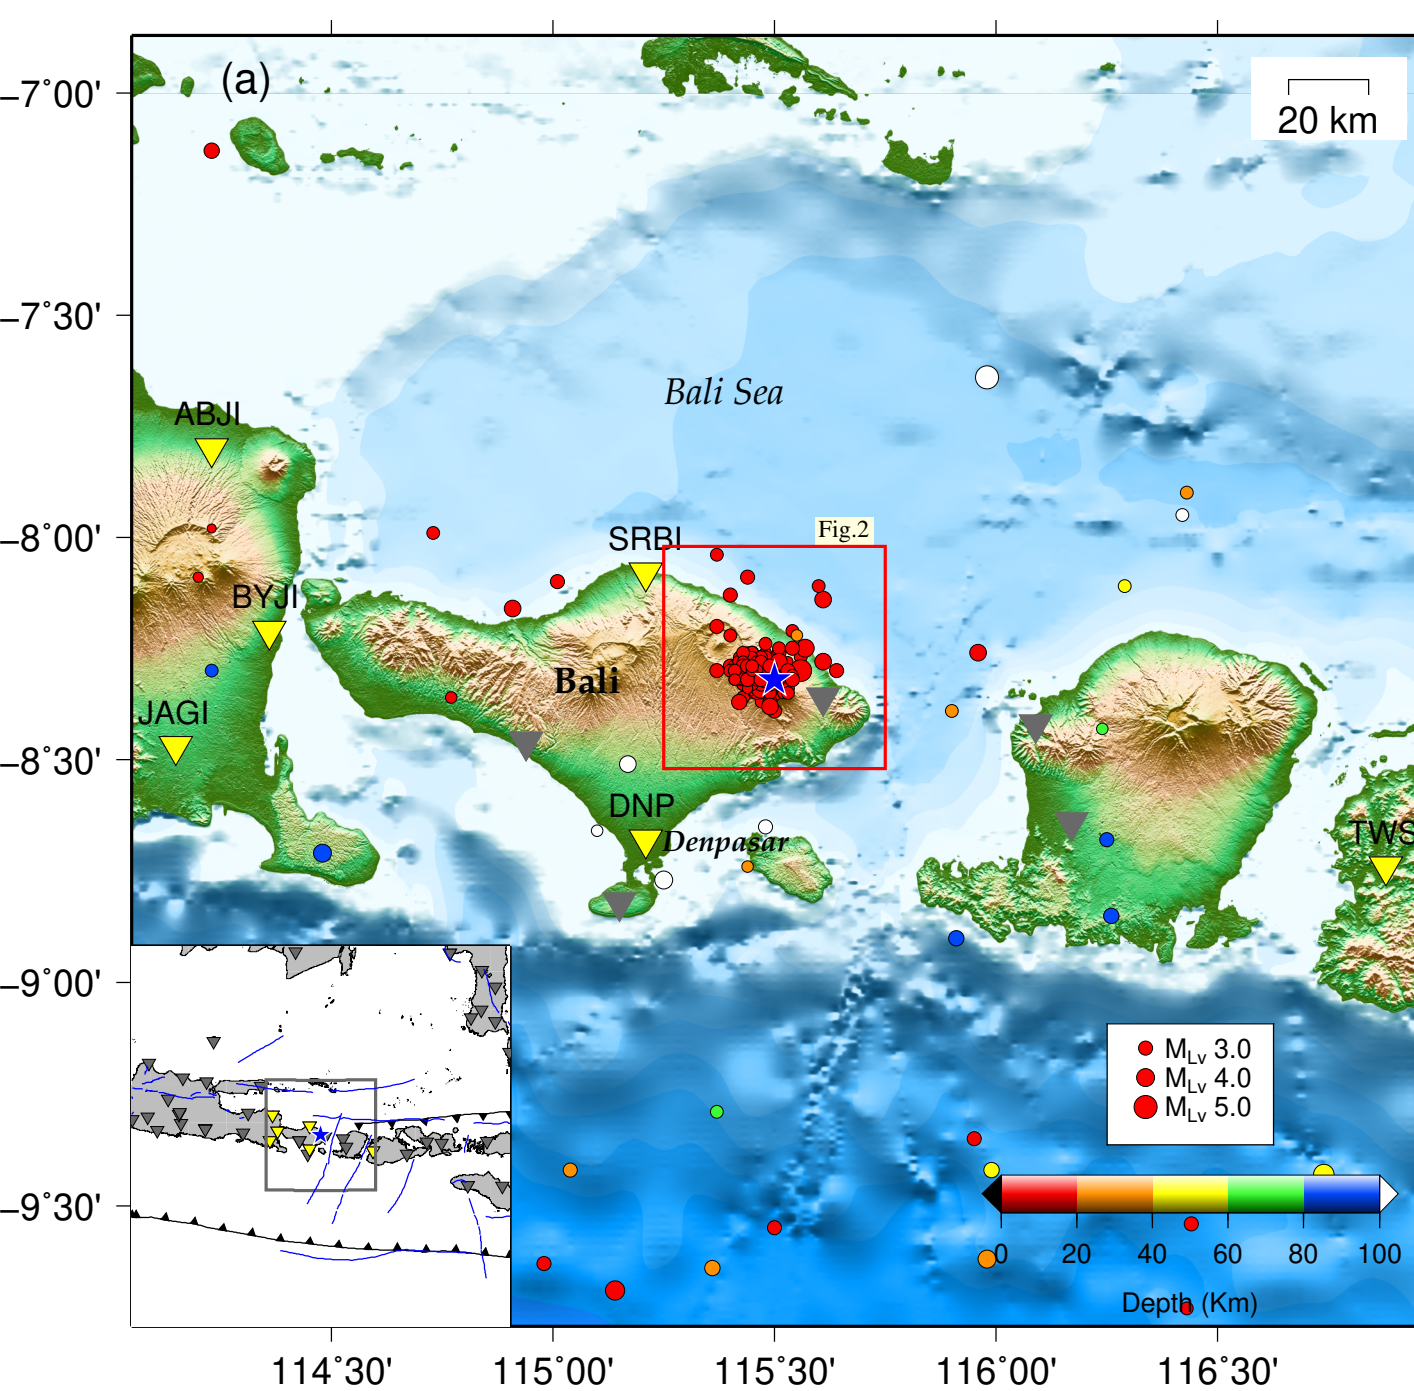 (a)
−7°00'
20 km
−7°30'
Bali Sea
ABJI
Fig.2
−8°00'
SRBI
BYJI
Bali
JAGI
−8°30'
DNP
TWS
Denpasar
−9°00'
MLv 3.0
MLv 4.0
MLv 5.0
−9°30'
0 20 40 60 80 100
Depth (Km)
114°30' 115°00' 115°30' 116°00' 116°30'